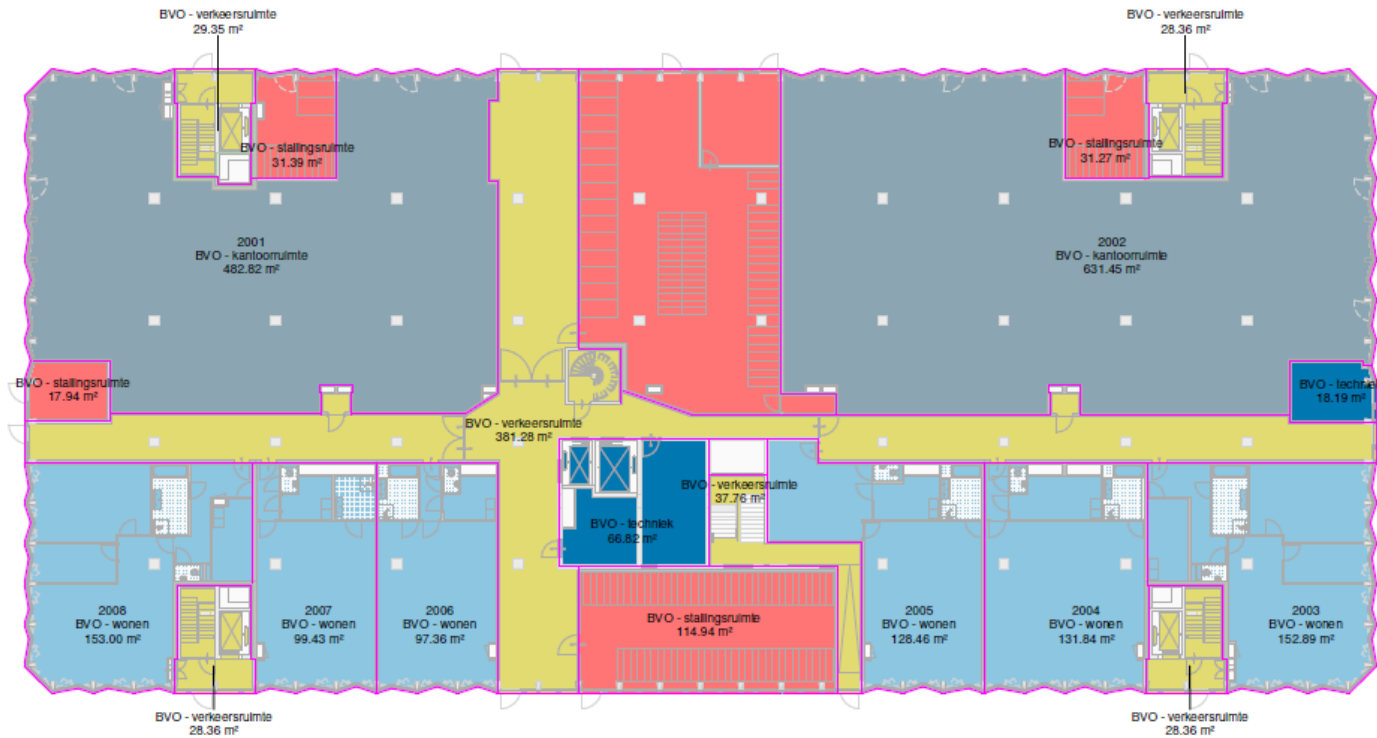 BVO - verkeersruimte
29.35 m²
BVO - verkeersruimte
28.36 m²
BVO - stallingsruimte
31.39 m²
BVO - stallingsruimte
31.27 m²
2001
BVO - kantoorruimte
482.82 m²
2002
BVO - kantoorruimte
631.45 m²
BVO - stallingsruimte
17.94 m²
BVO - techniek
18.19 m²
BVO - verkeersruimte
381.28 m²
BVO - verkeersruimte
37.76 m²
BVO - techniek
66.82 m²
2008
BVO - wonen
153.00 m²
2007
BVO - wonen
99.43 m²
2006
BVO - wonen
97.36 m²
BVO - stallingsruimte
114.94 m²
2005
BVO - wonen
128.46 m²
2004
BVO - wonen
131.84 m²
2003
BVO - wonen
152.89 m²
BVO - verkeersruimte
28.36 m²
BVO - verkeersruimte
28.36 m²